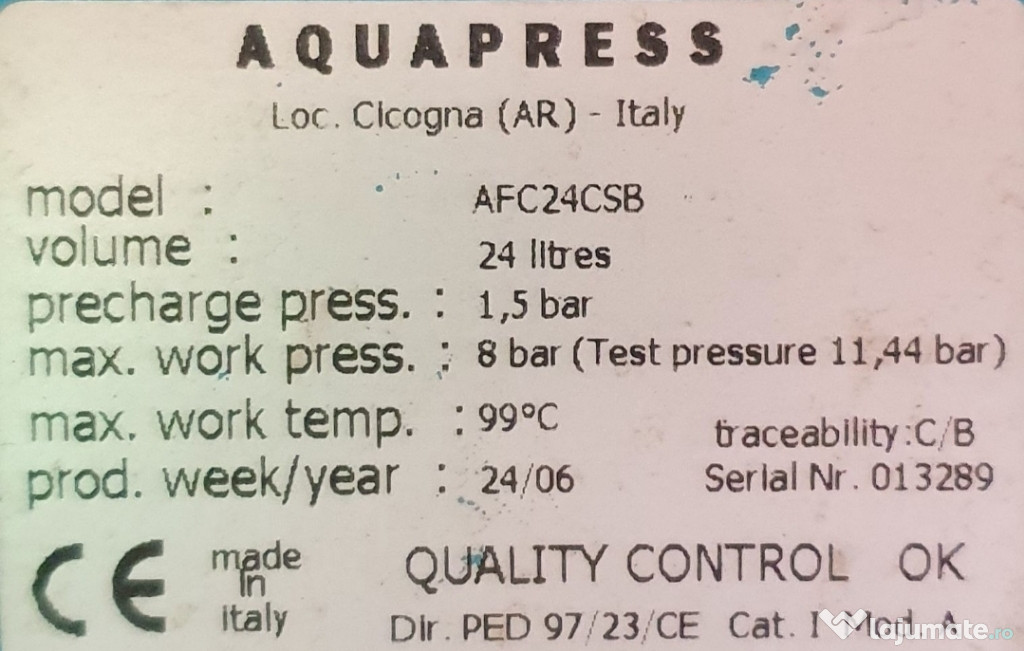 AQUAPRESS
Loc. Cicogna (AR) - Italy
model : AFC24CSB
volume : 24 litres
precharge press. : 1,5 bar
max. work press. : 8 bar (Test pressure 11,44 bar)
max. work temp. : 99°C
traceability:C/B
prod. week/year : 24/06
Serial Nr. 013289
CE made in italy
QUALITY CONTROL OK
Dir. PED 97/23/CE Cat. I Mod. A
lajumate.ro